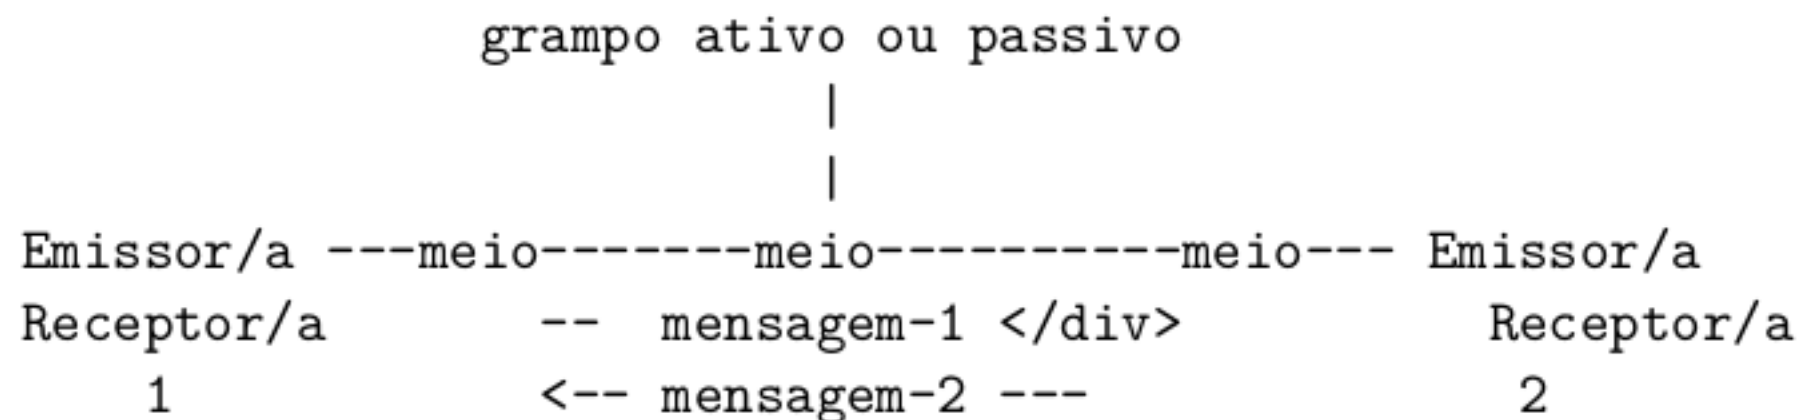 grampo ativo ou passivo
|
|
Emissor/a ---meio-------meio----------meio--- Emissor/a
Receptor/a -- mensagem-1 </div> Receptor/a
1 <-- mensagem-2 --- 2